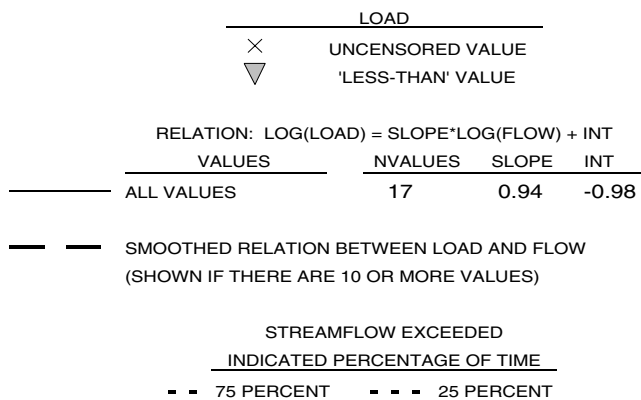 LOAD
UNCENSORED VALUE
'LESS-THAN' VALUE
RELATION: LOG(LOAD) = SLOPE*LOG(FLOW) + INT
VALUES NVALUES SLOPE INT
ALL VALUES 17 0.94 -0.98
SMOOTHED RELATION BETWEEN LOAD AND FLOW
(SHOWN IF THERE ARE 10 OR MORE VALUES)
STREAMFLOW EXCEEDED
INDICATED PERCENTAGE OF TIME
75 PERCENT 25 PERCENT